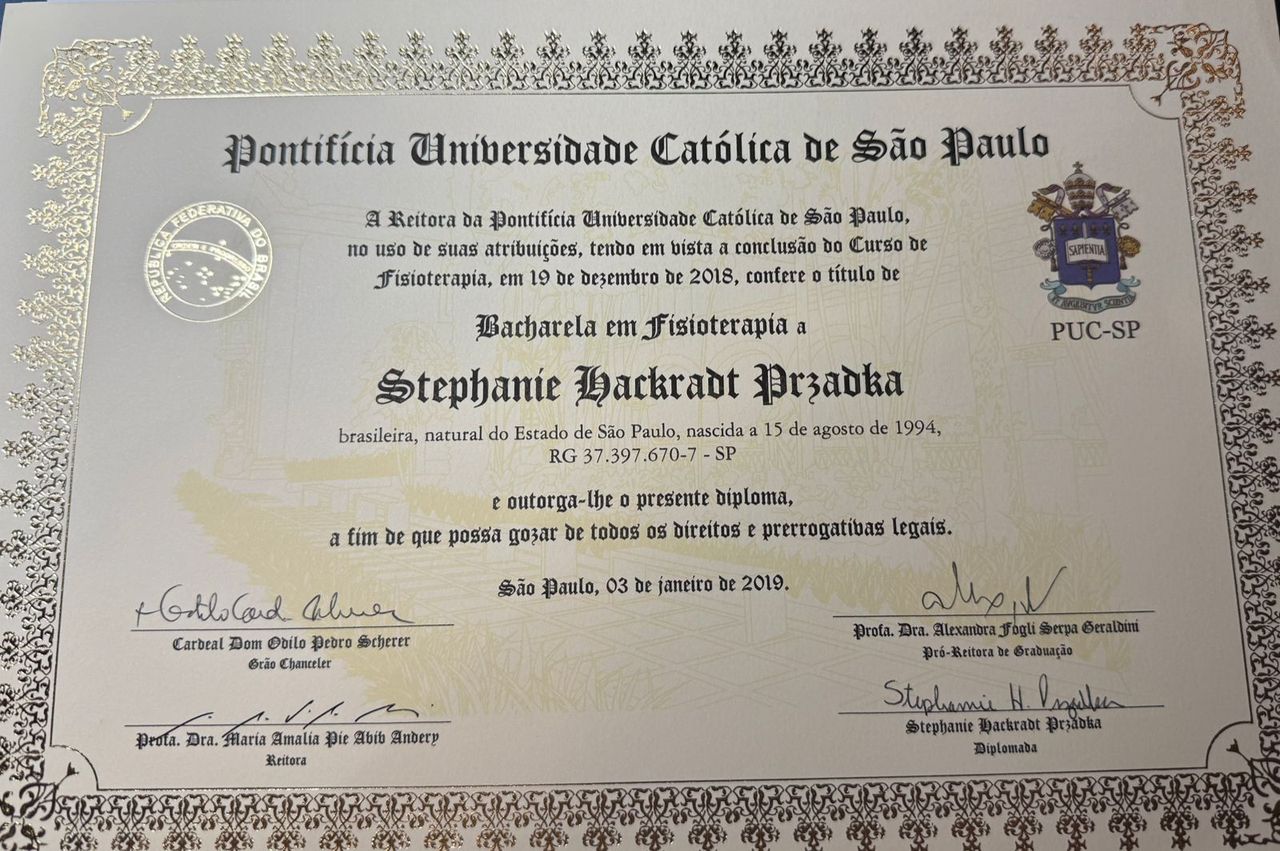 Pontifícia Universidade Católica de São Paulo
REPÚBLICA FEDERATIVA DO BRASIL
ORDEM E PROGRESSO
A Reitora da Pontifícia Universidade Católica de São Paulo,
no uso de suas atribuições, tendo em vista a conclusão do Curso de
Fisioterapia, em 19 de dezembro de 2018, confere o título de
SAPIENTIA
ET AUGEBITUR SCIENTIA
PUC-SP
Bacharela em Fisioterapia a
Stephanie Hackradt Przadka
brasileira, natural do Estado de São Paulo, nascida a 15 de agosto de 1994,
RG 37.397.670-7 - SP
e outorga-lhe o presente diploma,
a fim de que possa gozar de todos os direitos e prerrogativas legais.
São Paulo, 03 de janeiro de 2019.
Cardeal Dom Odilo Pedro Scherer
Grão Chanceler
Profa. Dra. Alexandra Fogli Serpa Geraldini
Pró-Reitora de Graduação
Profa. Dra. Maria Amalia Pie Abib Andery
Reitora
Stephanie H. Przadka
Stephanie Hackradt Przadka
Diplomada